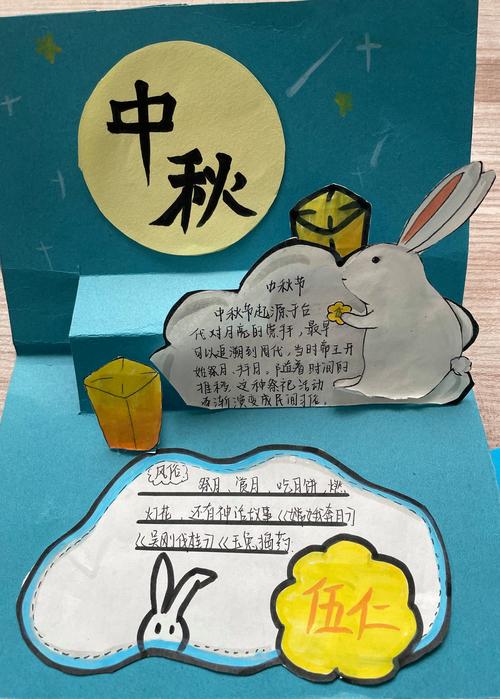 中秋
中秋节
中秋节起源于古
代对月亮的崇拜，最早
可以追溯到周代，当时帝王开
始祭月、拜月。随着时间的
推移，这种祭祀活动
逐渐演变成民间习俗。
风俗
祭月、赏月、吃月饼、燃
灯花，还有神话故事《嫦娥奔月》
《吴刚伐桂》《玉兔捣药》
伍仁